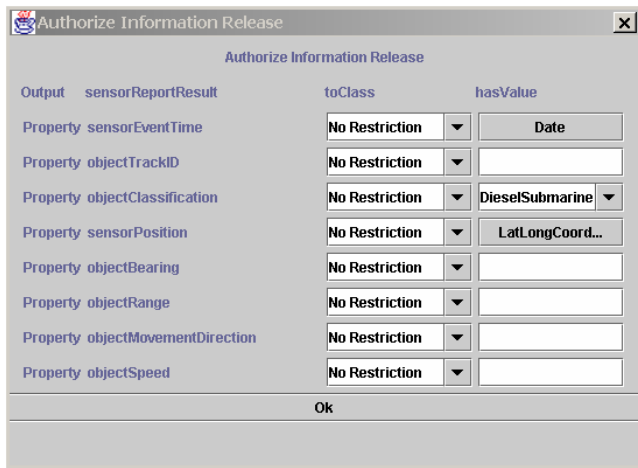 Authorize Information Release
Authorize Information Release
Output sensorReportResult toClass hasValue
Property sensorEventTime No Restriction Date
Property objectTrackID No Restriction
Property objectClassification No Restriction DieselSubmarine
Property sensorPosition No Restriction LatLongCoord...
Property objectBearing No Restriction
Property objectRange No Restriction
Property objectMovementDirection No Restriction
Property objectSpeed No Restriction
Ok